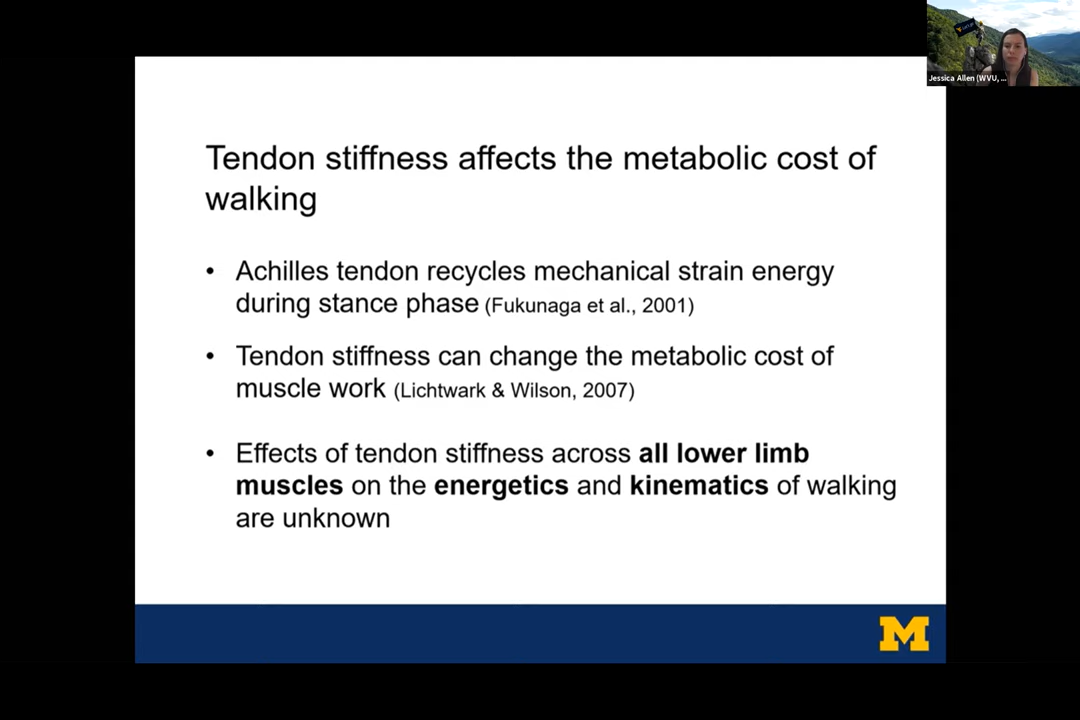 Jessica Allen (WVU, ...
Tendon stiffness affects the metabolic cost of
walking
• Achilles tendon recycles mechanical strain energy
during stance phase (Fukunaga et al., 2001)
• Tendon stiffness can change the metabolic cost of
muscle work (Lichtwark & Wilson, 2007)
• Effects of tendon stiffness across all lower limb
muscles on the energetics and kinematics of walking
are unknown
M